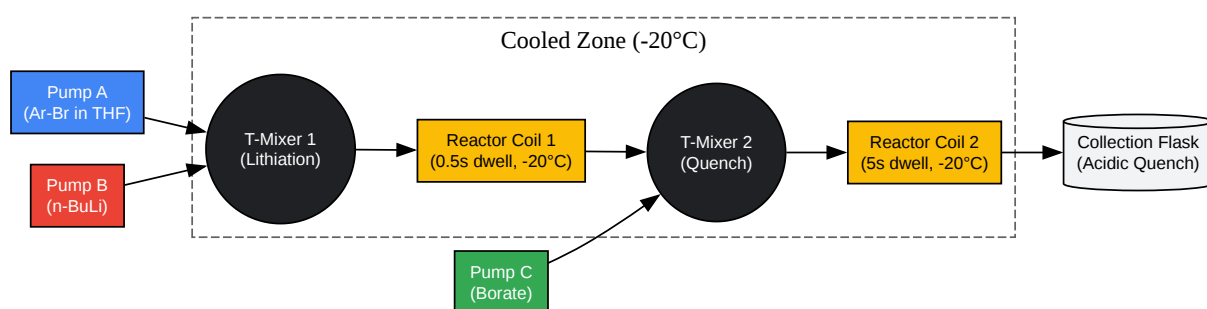 Cooled Zone (-20°C)
Pump A
(Ar-Br in THF)
Pump B
(n-BuLi)
T-Mixer 1
(Lithiation)
Reactor Coil 1
(0.5s dwell, -20°C)
Pump C
(Borate)
T-Mixer 2
(Quench)
Reactor Coil 2
(5s dwell, -20°C)
Collection Flask
(Acidic Quench)